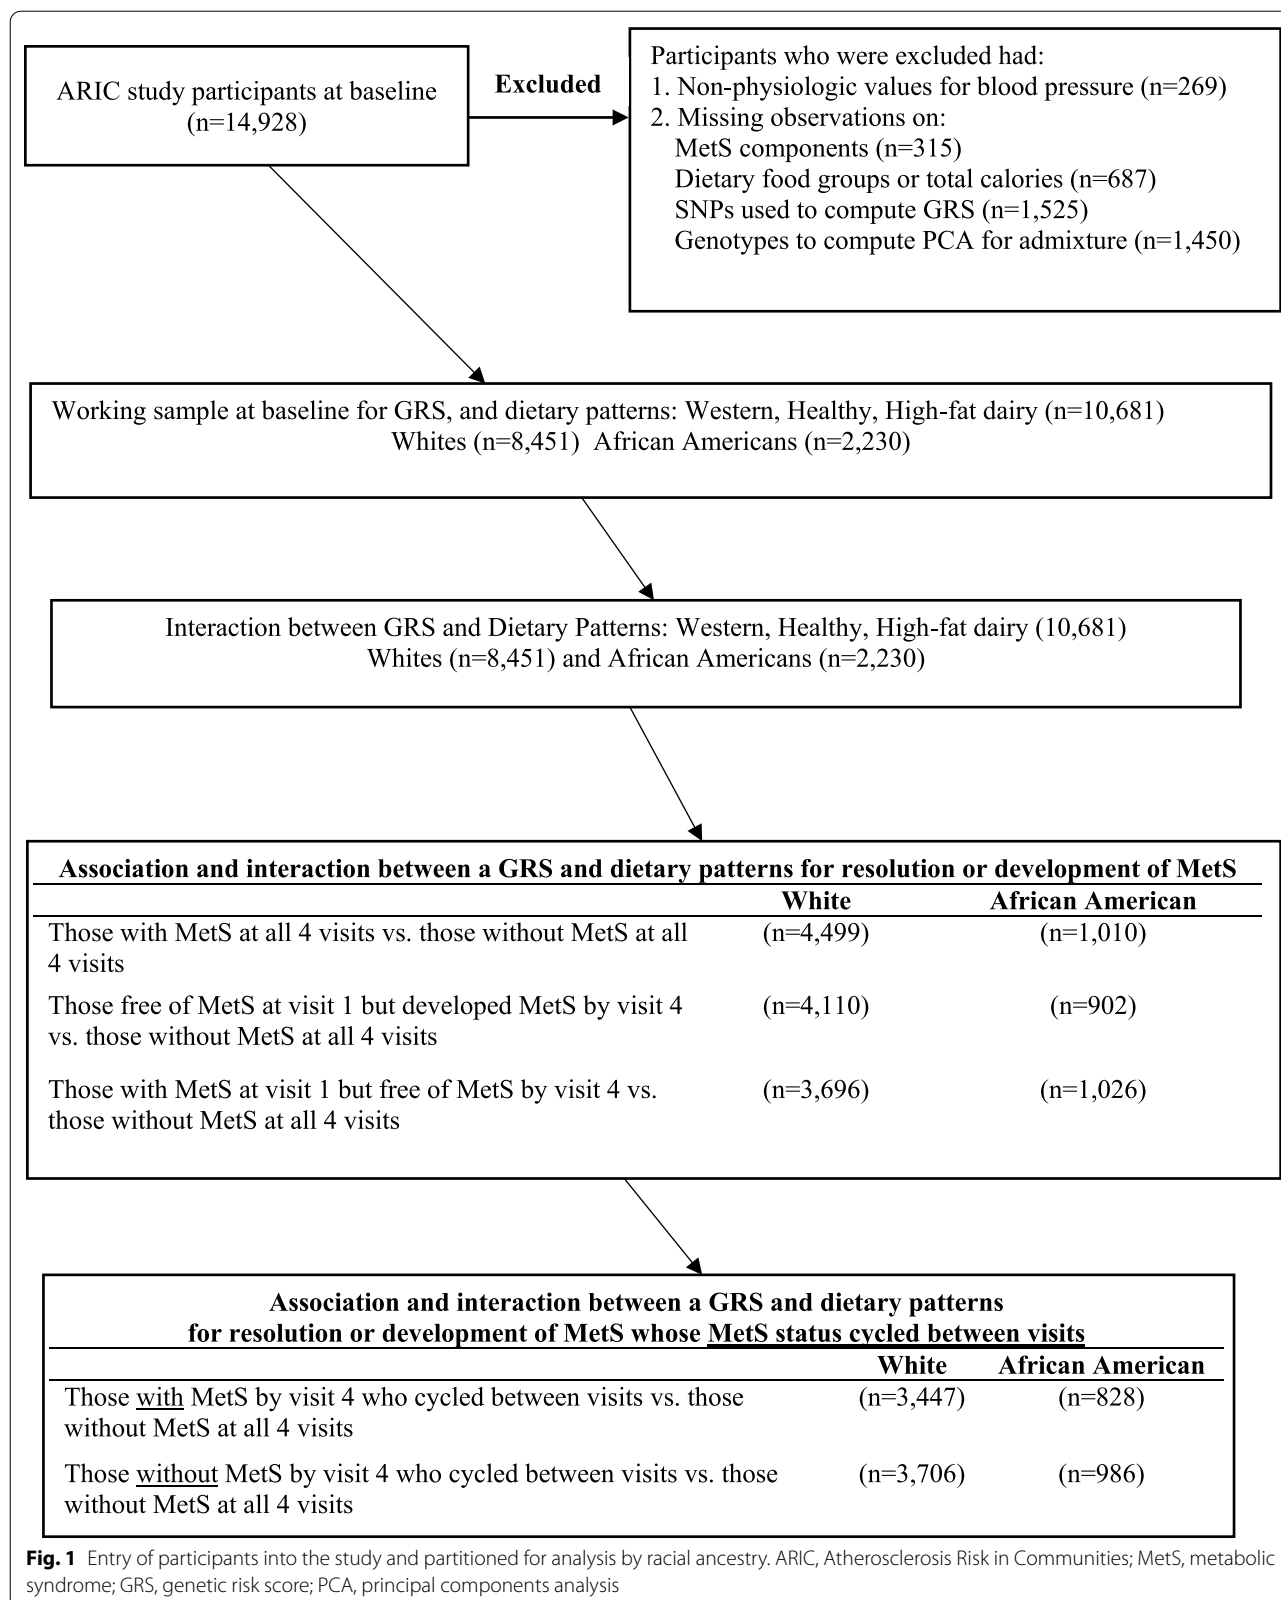 ARIC study participants at baseline
(n=14,928)
Excluded
Participants who were excluded had:
1. Non-physiologic values for blood pressure (n=269)
2. Missing observations on:
MetS components (n=315)
Dietary food groups or total calories (n=687)
SNPs used to compute GRS (n=1,525)
Genotypes to compute PCA for admixture (n=1,450)
Working sample at baseline for GRS, and dietary patterns: Western, Healthy, High-fat dairy (n=10,681)
Whites (n=8,451) African Americans (n=2,230)
Interaction between GRS and Dietary Patterns: Western, Healthy, High-fat dairy (10,681)
Whites (n=8,451) and African Americans (n=2,230)
Association and interaction between a GRS and dietary patterns for resolution or development of MetS
White African American
Those with MetS at all 4 visits vs. those without MetS at all (n=4,499) (n=1,010)
4 visits
Those free of MetS at visit 1 but developed MetS by visit 4 (n=4,110) (n=902)
vs. those without MetS at all 4 visits
Those with MetS at visit 1 but free of MetS by visit 4 vs. (n=3,696) (n=1,026)
those without MetS at all 4 visits
Association and interaction between a GRS and dietary patterns
for resolution or development of MetS whose MetS status cycled between visits
White African American
Those with MetS by visit 4 who cycled between visits vs. those (n=3,447) (n=828)
without MetS at all 4 visits
Those without MetS by visit 4 who cycled between visits vs. those (n=3,706) (n=986)
without MetS at all 4 visits
Fig. 1 Entry of participants into the study and partitioned for analysis by racial ancestry. ARIC, Atherosclerosis Risk in Communities; MetS, metabolic
syndrome; GRS, genetic risk score; PCA, principal components analysis